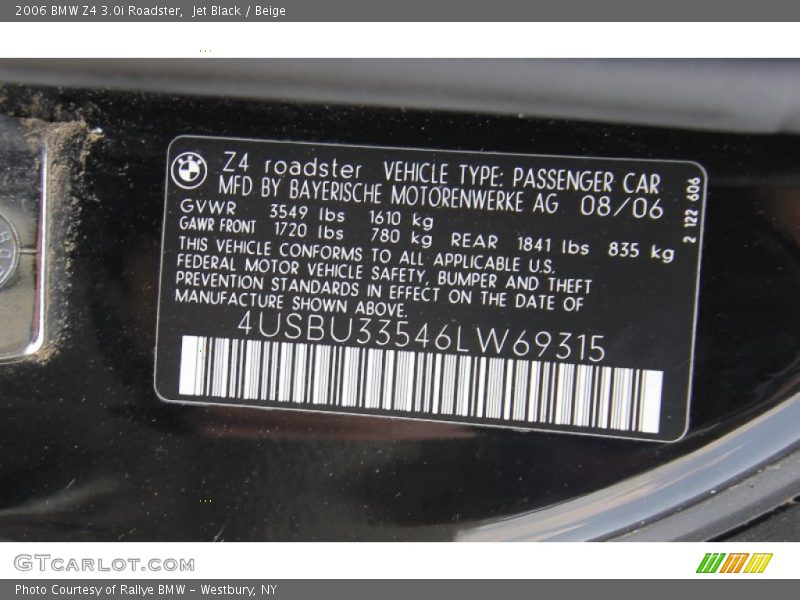 2006 BMW Z4 3.0i Roadster,  Jet Black / Beige
Z4 roadster  VEHICLE TYPE: PASSENGER CAR
MFD BY BAYERISCHE MOTORENWERKE AG  08/06
GVWR  3549 lbs  1610 kg
GAWR FRONT  1720 lbs  780 kg  REAR  1841 lbs  835 kg
THIS VEHICLE CONFORMS TO ALL APPLICABLE U.S.
FEDERAL MOTOR VEHICLE SAFETY, BUMPER AND THEFT
PREVENTION STANDARDS IN EFFECT ON THE DATE OF
MANUFACTURE SHOWN ABOVE.
4USBU33546LW69315
2 122 606
GTCARLOT.COM
Photo Courtesy of Rallye BMW - Westbury, NY